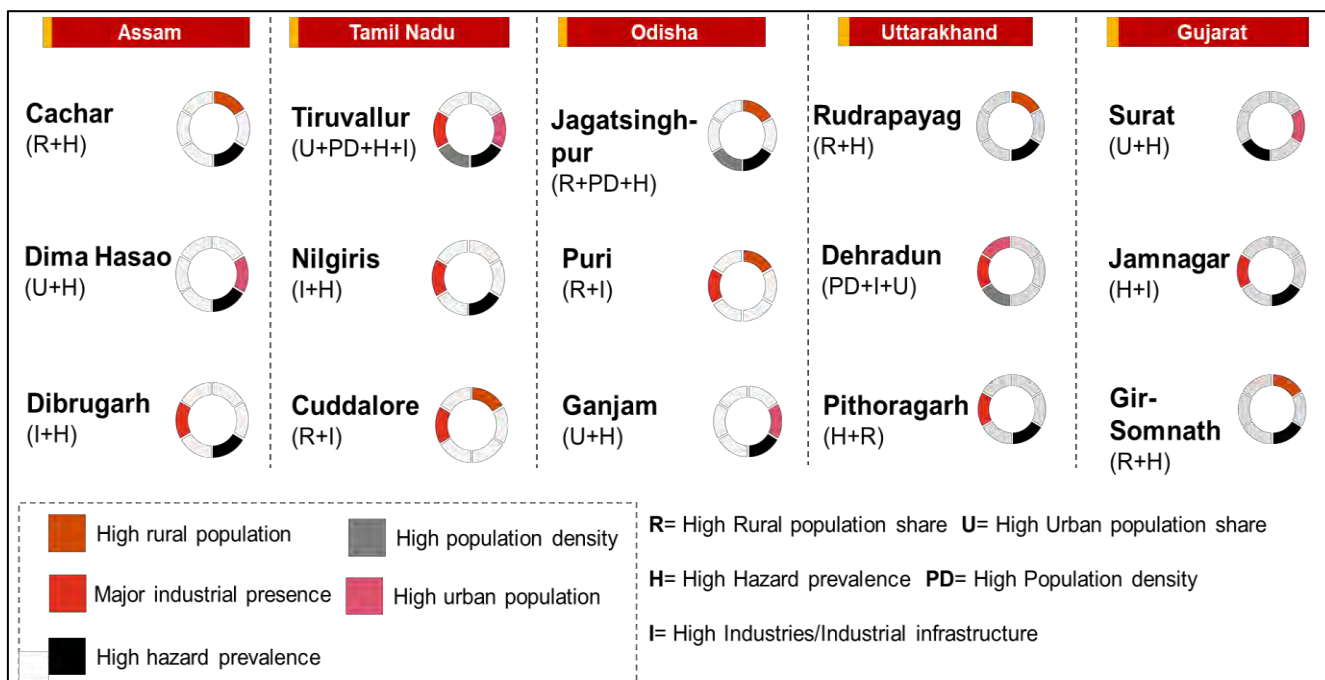 Assam
Tamil Nadu
Odisha
Uttarakhand
Gujarat
Cachar
(R+H)
Tiruvallur
(U+PD+H+I)
Jagatsingh-
pur
(R+PD+H)
Rudrapayag
(R+H)
Surat
(U+H)
Dima Hasao
(U+H)
Nilgiris
(I+H)
Puri
(R+I)
Dehradun
(PD+I+U)
Jamnagar
(H+I)
Dibrugarh
(I+H)
Cuddalore
(R+I)
Ganjam
(U+H)
Pithoragarh
(H+R)
Gir-
Somnath
(R+H)
High rural population
High population density
Major industrial presence
High urban population
High hazard prevalence
R= High Rural population share U= High Urban population share
H= High Hazard prevalence PD= High Population density
I= High Industries/Industrial infrastructure